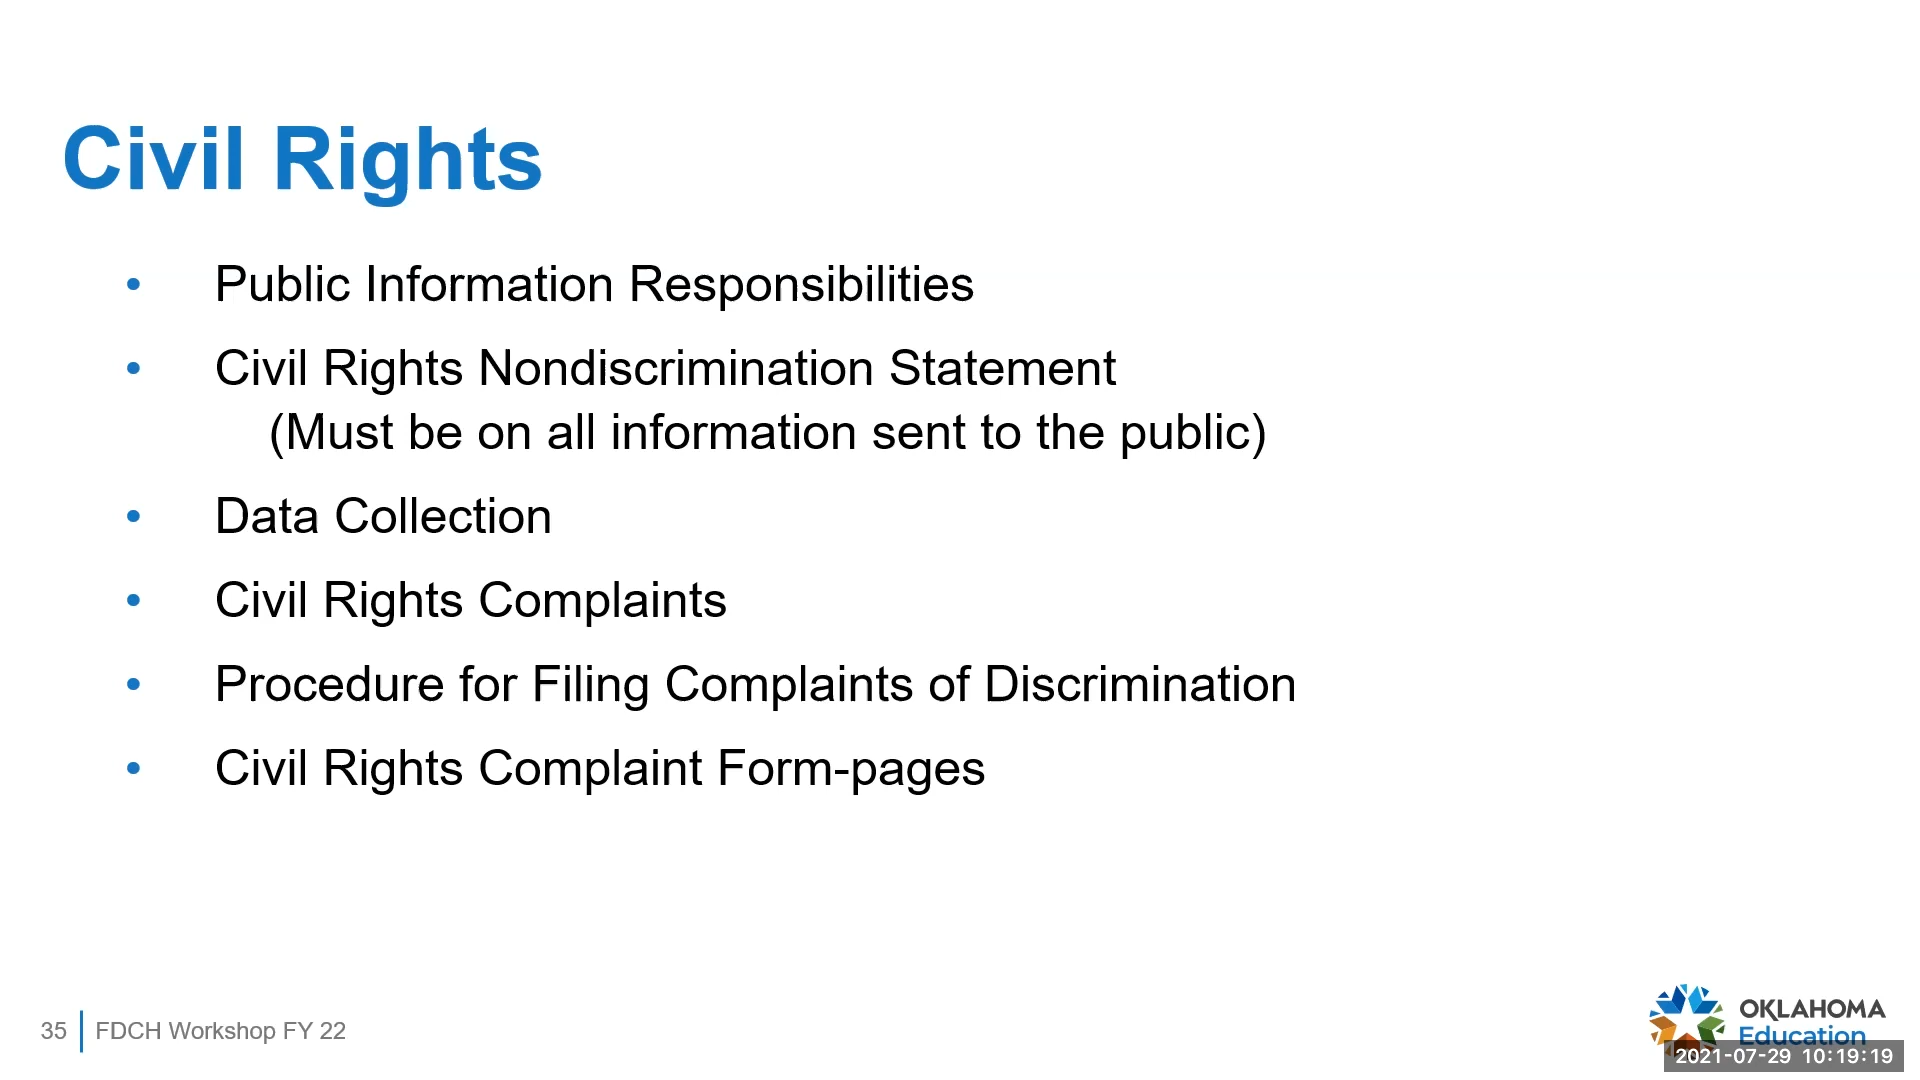 Civil Rights
• Public Information Responsibilities
• Civil Rights Nondiscrimination Statement
(Must be on all information sent to the public)
• Data Collection
• Civil Rights Complaints
• Procedure for Filing Complaints of Discrimination
• Civil Rights Complaint Form-pages
35 FDCH Workshop FY 22
OKLAHOMA
Education
2021-07-29 10:19:19